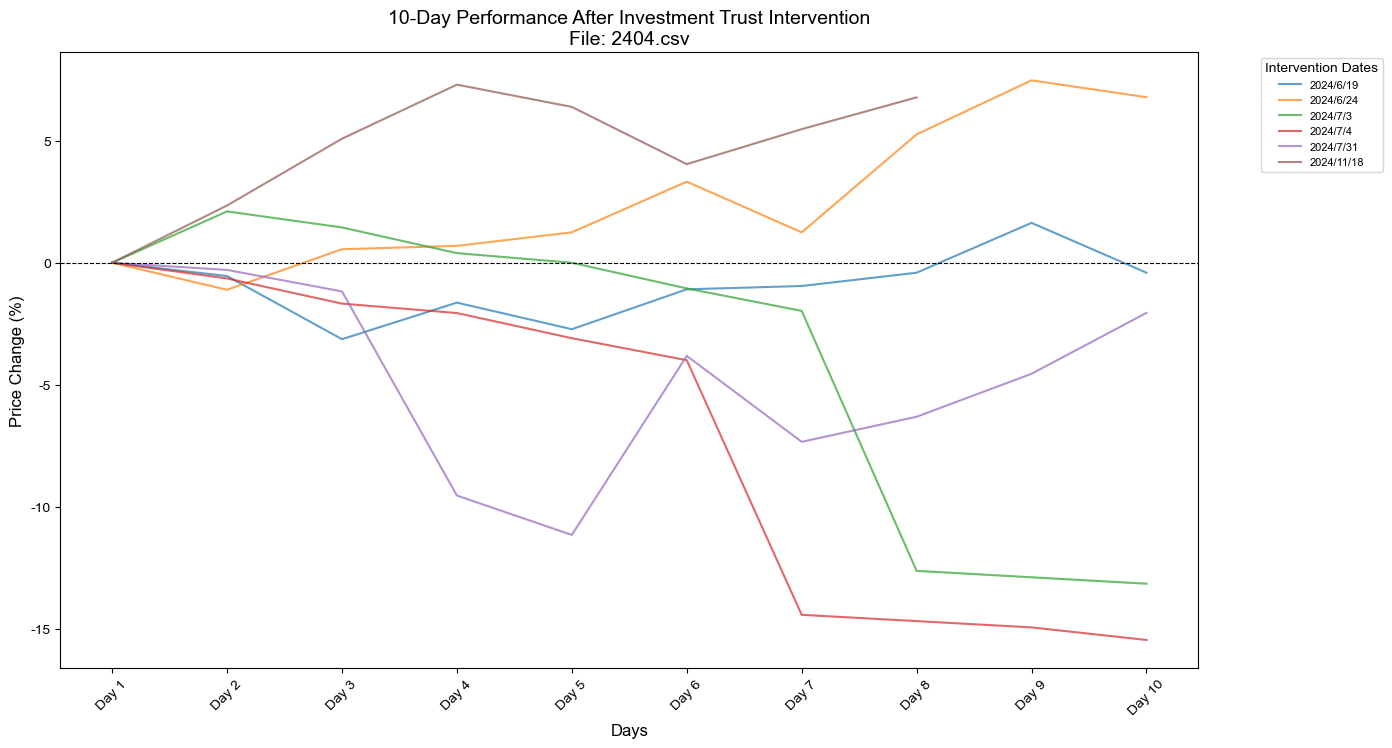 10-Day Performance After Investment Trust Intervention
File: 2404.csv
Intervention Dates
2024/6/19
2024/6/24
2024/7/3
2024/7/4
2024/7/31
2024/11/18
Price Change (%)
5
0
-5
-10
-15
Day 1
Day 2
Day 3
Day 4
Day 5
Day 6
Day 7
Day 8
Day 9
Day 10
Days